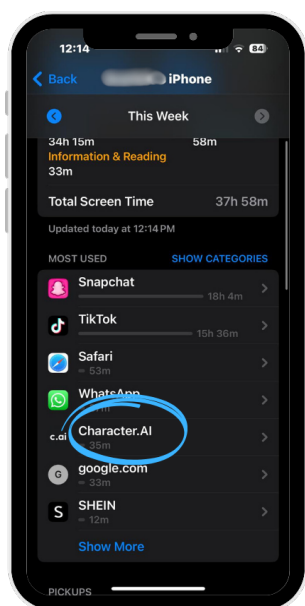 12:14
84
Back iPhone
This Week
34h 15m 58m
Information & Reading
33m
Total Screen Time 37h 58m
Updated today at 12:14 PM
MOST USED SHOW CATEGORIES
Snapchat
18h 4m
TikTok
15h 36m
Safari
53m
WhatsApp
c.ai Character.AI
35m
G google.com
33m
S SHEIN
12m
Show More
PICKUPS